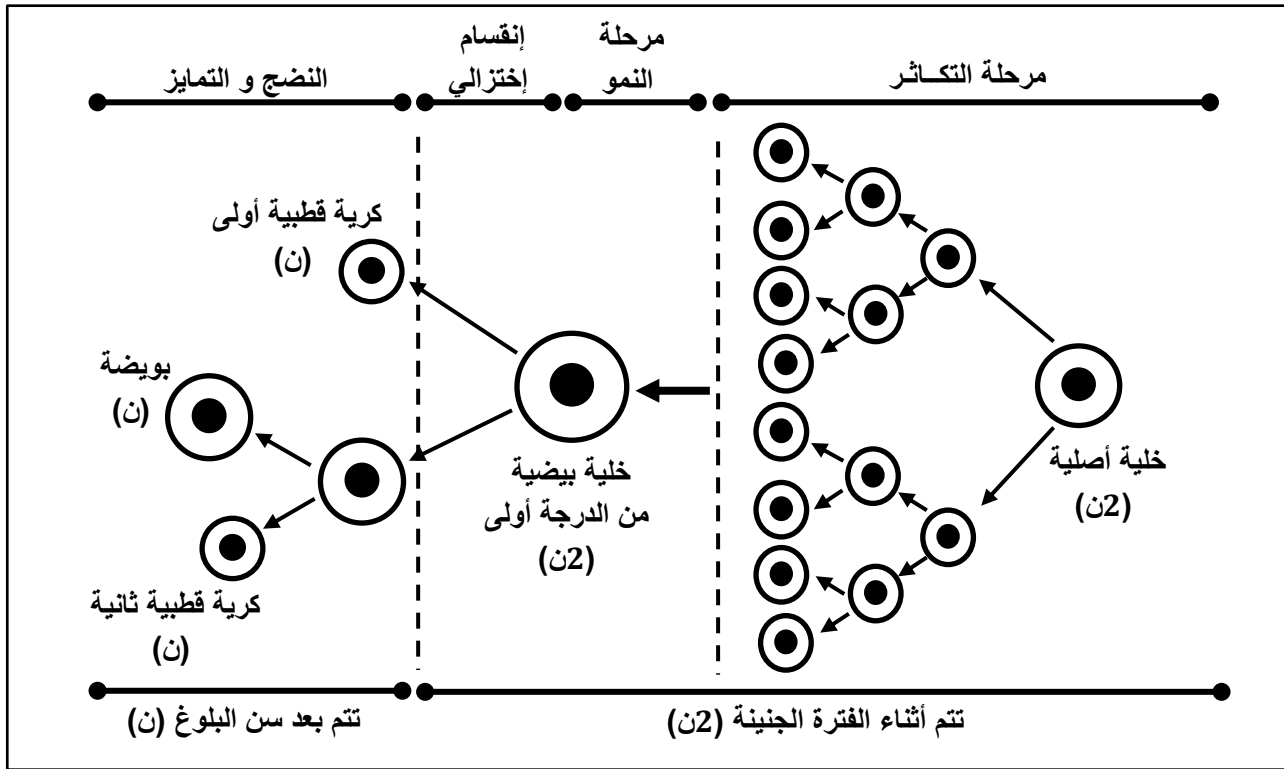 مرحلة التكــاثـر
مرحلة
النمو
إنقسام
إختزالي
النضج و التمايز
خلية أصلية
(2ن)
خلية بيضية
من الدرجة أولى
(2ن)
كرية قطبية أولى
(ن)
بويضة
(ن)
كرية قطبية ثانية
(ن)
تتم أثناء الفترة الجنينة (2ن)
تتم بعد سن البلوغ (ن)